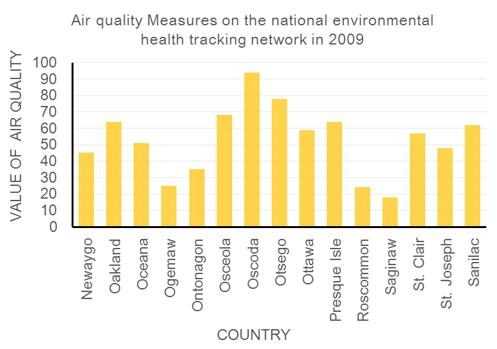 Air quality Measures on the national environmental
health tracking network in 2009
VALUE OF AIR QUALITY
100
90
80
70
60
50
40
30
20
10
0
Newaygo
Oakland
Oceana
Ogemaw
Ontonagon
Osceola
Oscoda
Otsego
Ottawa
Presque Isle
Roscommon
Saginaw
St. Clair
St. Joseph
Sanilac
COUNTRY